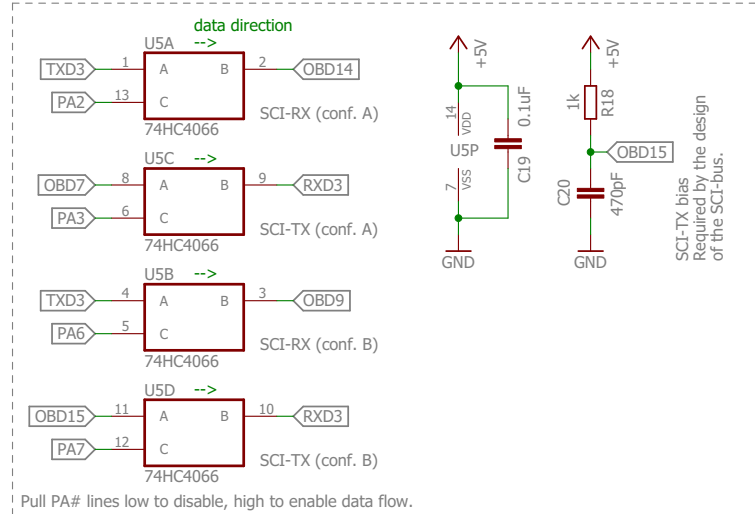 data direction
U5A -->
TXD3 1 A B 2 OBD14
PA2 13 C
SCI-RX (conf. A)
74HC4066
U5C -->
OBD7 8 A B 9 RXD3
PA3 6 C
SCI-TX (conf. A)
74HC4066
U5B -->
TXD3 4 A B 3 OBD9
PA6 5 C
SCI-RX (conf. B)
74HC4066
U5D -->
OBD15 11 A B 10 RXD3
PA7 12 C
SCI-TX (conf. B)
74HC4066
Pull PA# lines low to disable, high to enable data flow.
+5V
14
VDD
U5P
7
VSS
0.1uF
C19
GND
+5V
1k
R18
OBD15
C20
470pF
GND
SCI-TX bias
Required by the design
of the SCI-bus.